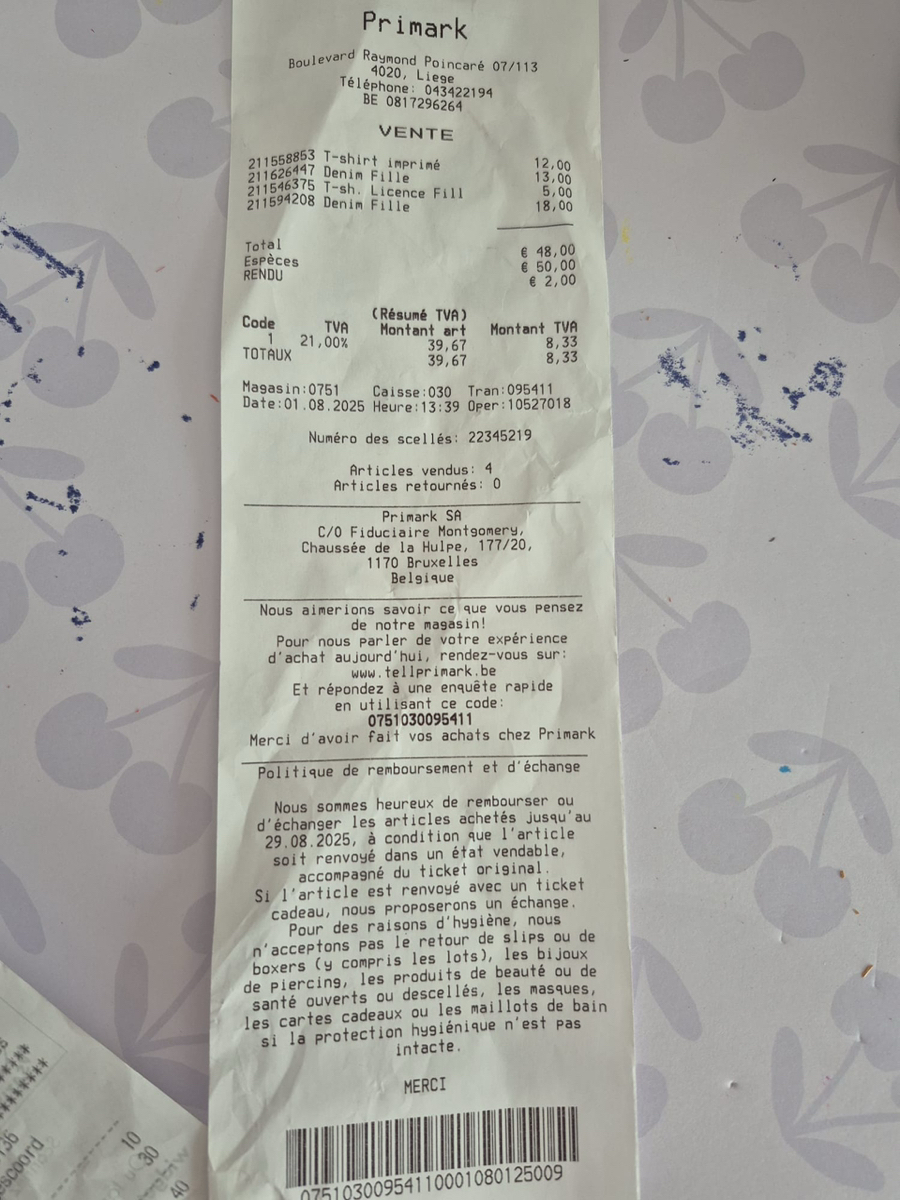 Primark
Boulevard Raymond Poincaré 07/113
4020, Liege
Téléphone: 043422194
BE 0817296264
VENTE
211558853 T-shirt imprimé 12,00
211626447 Denim Fille 13,00
211546375 T-sh. Licence Fill 5,00
211594208 Denim Fille 18,00
Total € 48,00
Espèces € 50,00
RENDU € 2,00
(Résumé TVA)
Code TVA Montant art Montant TVA
1 21,00% 39,67 8,33
TOTAUX 39,67 8,33
Magasin:0751 Caisse:030 Tran:095411
Date:01.08.2025 Heure:13:39 Oper:10527018
Numéro des scellés: 22345219
Articles vendus: 4
Articles retournés: 0
Primark SA
C/O Fiduciaire Montgomery,
Chaussée de la Hulpe, 177/20,
1170 Bruxelles
Belgique
Nous aimerions savoir ce que vous pensez
de notre magasin!
Pour nous parler de votre expérience
d'achat aujourd'hui, rendez-vous sur:
www.tellprimark.be
Et répondez à une enquête rapide
en utilisant ce code:
0751030095411
Merci d'avoir fait vos achats chez Primark
Politique de remboursement et d'échange
Nous sommes heureux de rembourser ou
d'échanger les articles achetés jusqu'au
29.08.2025, à condition que l'article
soit renvoyé dans un état vendable,
accompagné du ticket original.
Si l'article est renvoyé avec un ticket
cadeau, nous proposerons un échange.
Pour des raisons d'hygiène, nous
n'acceptons pas le retour de slips ou de
boxers (y compris les lots), les bijoux
de piercing, les produits de beauté ou de
santé ouverts ou descellés, les masques,
les cartes cadeaux ou les maillots de bain
si la protection hygiénique n'est pas
intacte.
MERCI
07510300954110001080125009
10
30
40